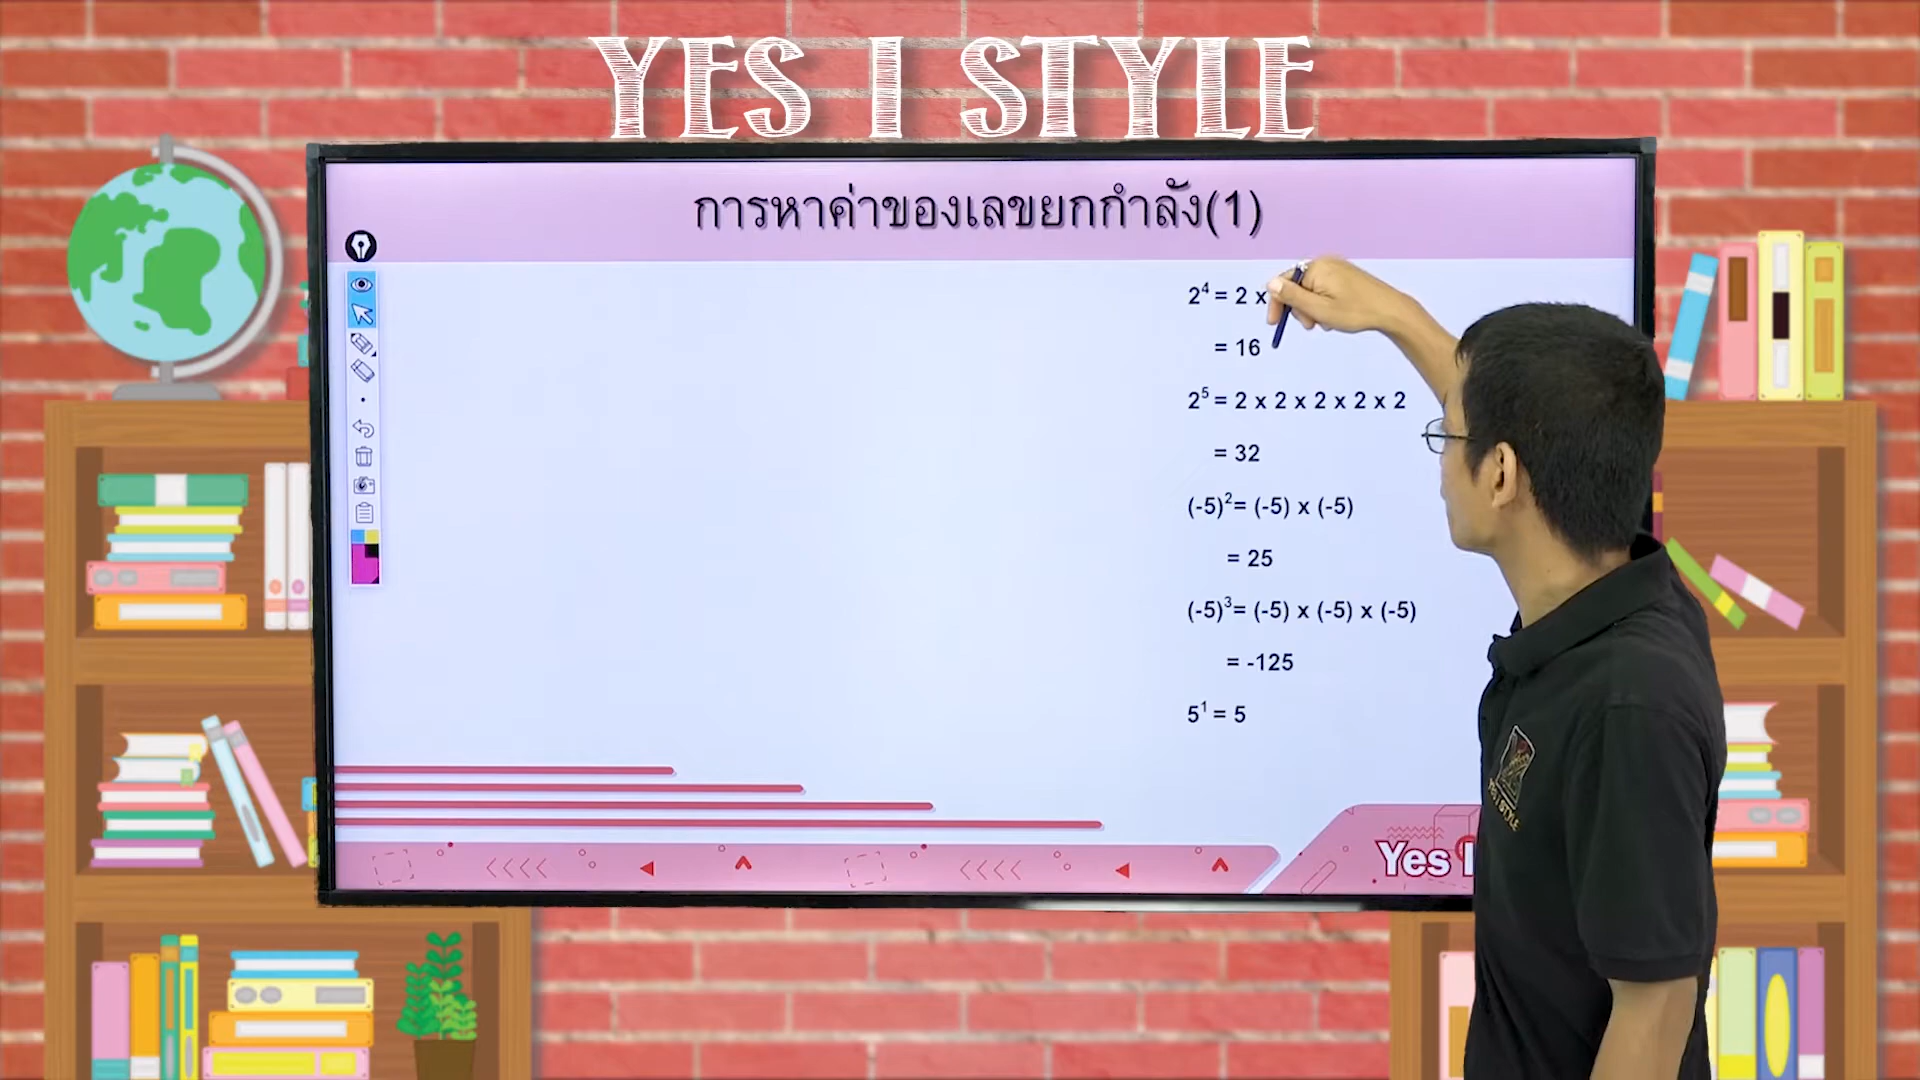 YES I STYLE
การหาค่าของเลขยกกำลัง(1)
2⁴ = 2 x
= 16
2⁵ = 2 x 2 x 2 x 2 x 2
= 32
(-5)²= (-5) x (-5)
= 25
(-5)³= (-5) x (-5) x (-5)
= -125
5¹ = 5
Yes I
YES I STYLE